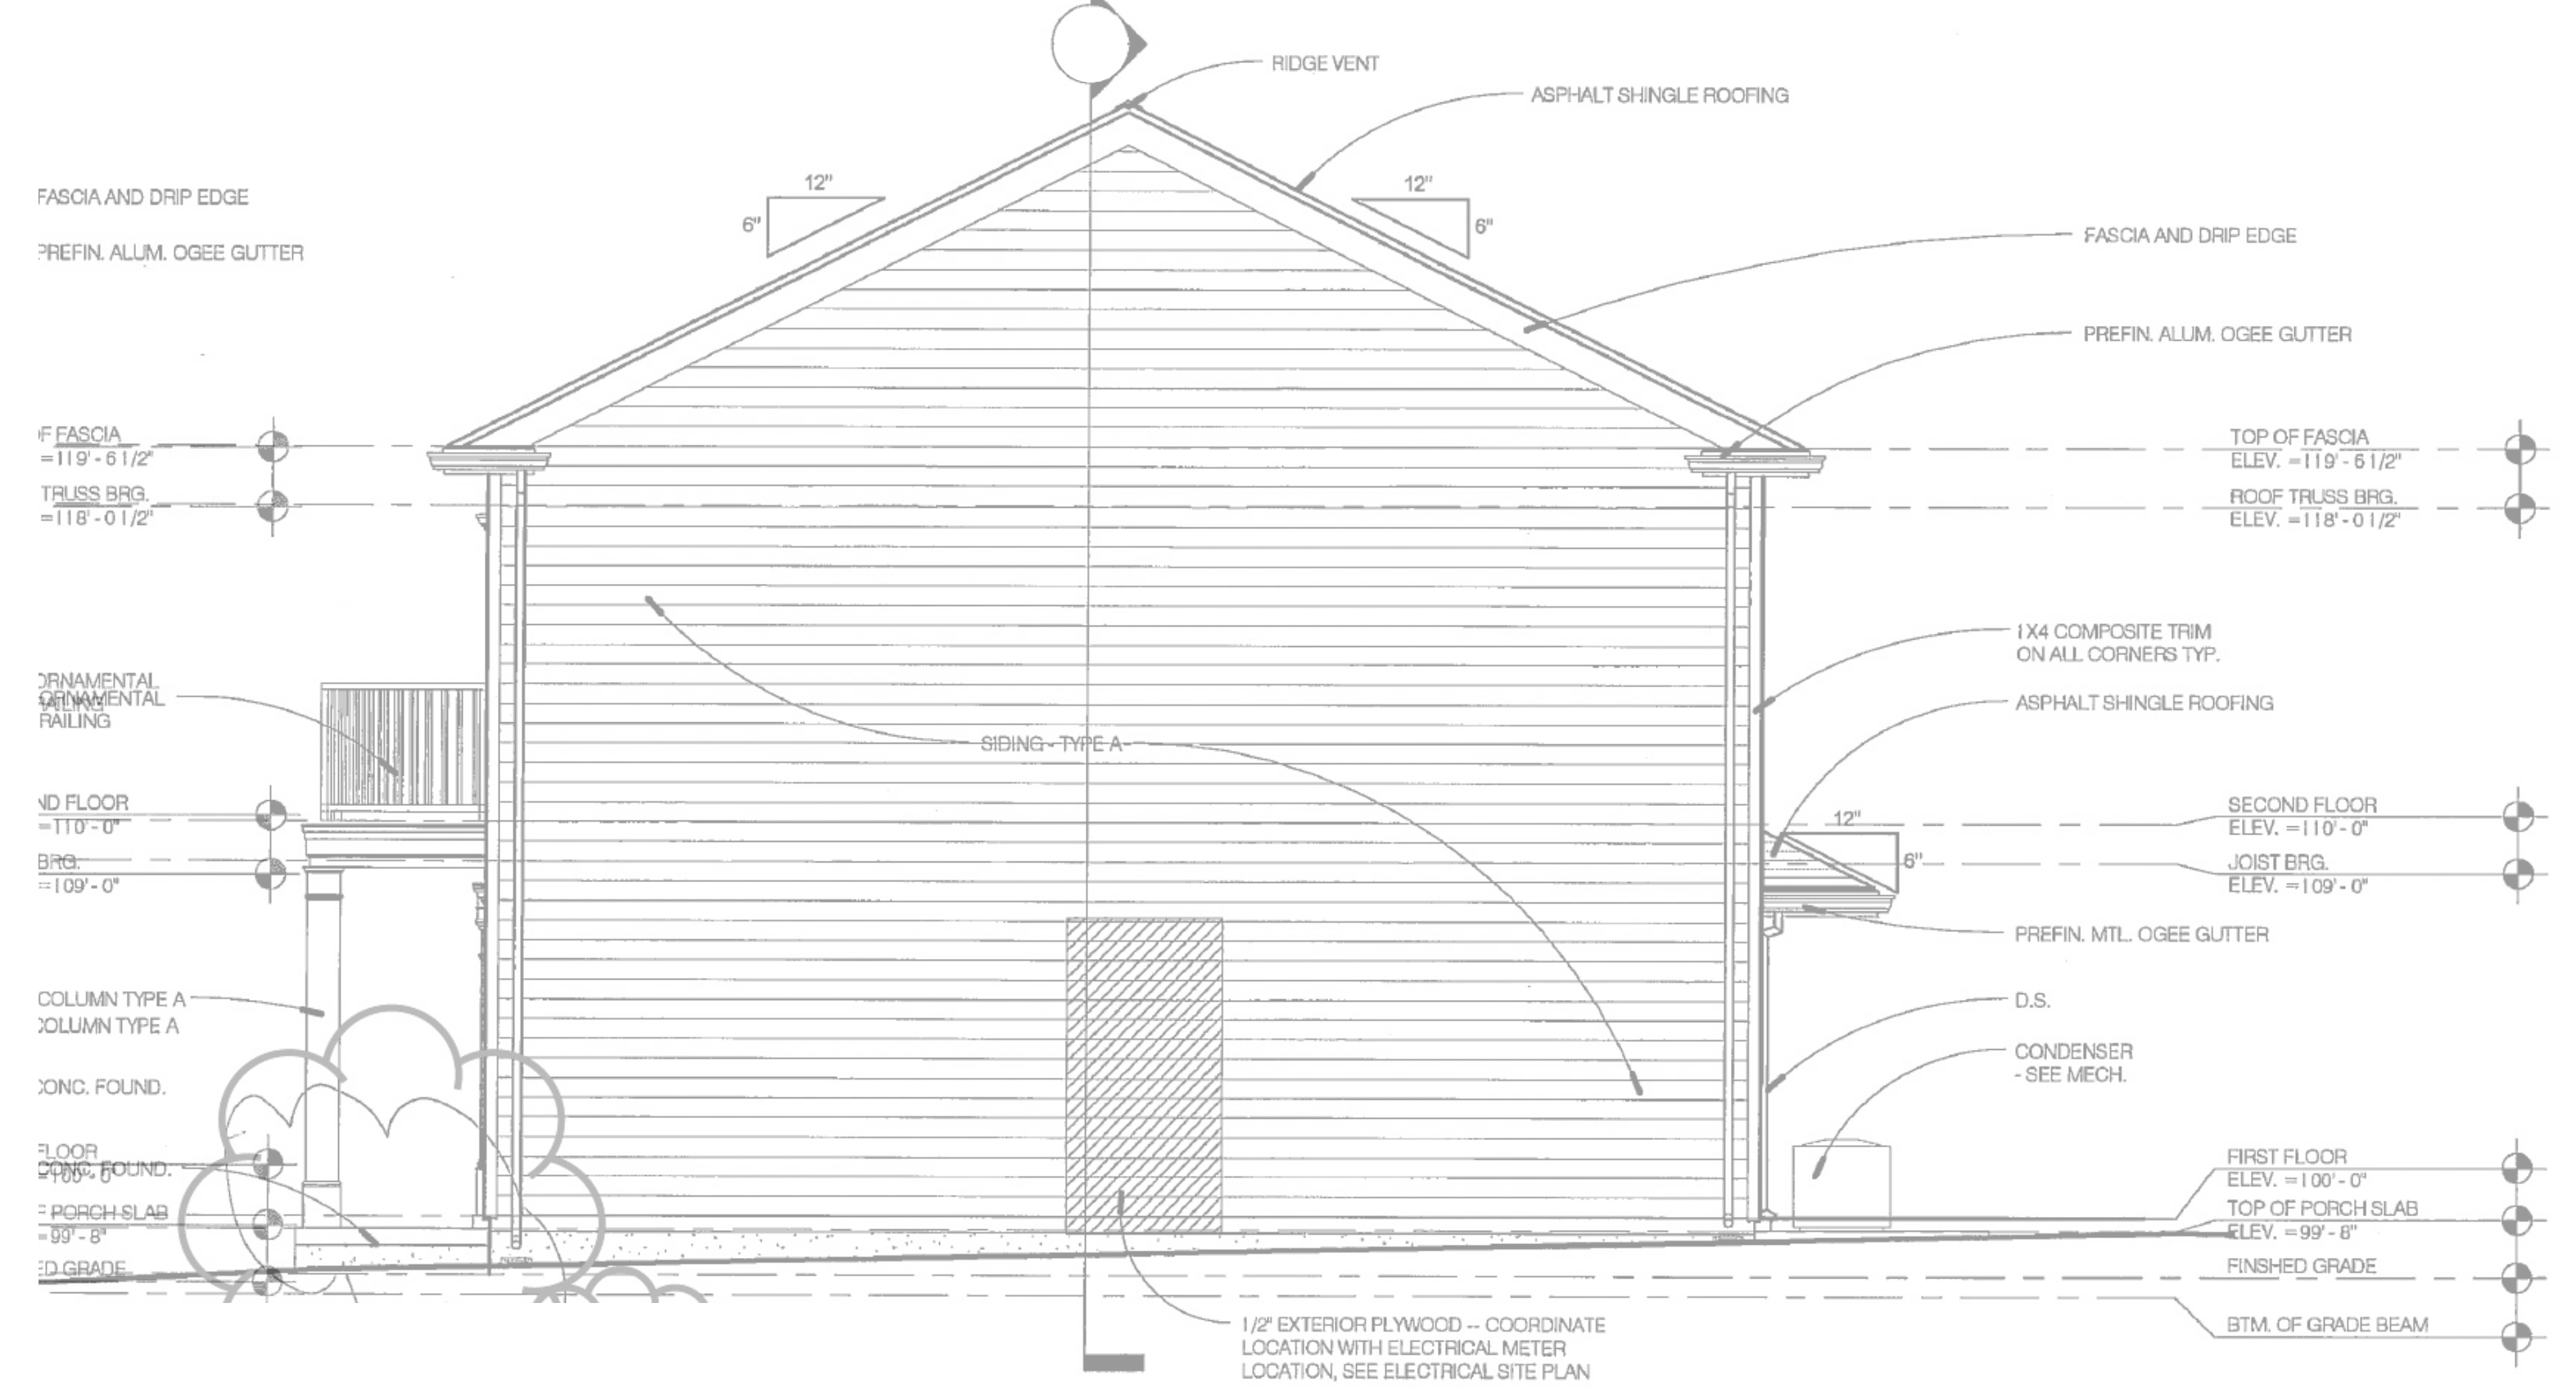 RIDGE VENT
ASPHALT SHINGLE ROOFING
12"
6"
12"
6"
FASCIA AND DRIP EDGE
PREFIN. ALUM. OGEE GUTTER
FASCIA AND DRIP EDGE
PREFIN. ALUM. OGEE GUTTER
F FASCIA
=119'-6 1/2"
TRUSS BRG.
=118'-0 1/2"
TOP OF FASCIA
ELEV. =119'-6 1/2"
ROOF TRUSS BRG.
ELEV. =118'-0 1/2"
ORNAMENTAL
ORNAMENTAL
RAILING
1X4 COMPOSITE TRIM
ON ALL CORNERS TYP.
ASPHALT SHINGLE ROOFING
SIDING - TYPE A
ND FLOOR
=110'-0"
BRG.
=109'-0"
12"
6"
SECOND FLOOR
ELEV. =110'-0"
JOIST BRG.
ELEV. =109'-0"
PREFIN. MTL. OGEE GUTTER
COLUMN TYPE A
COLUMN TYPE A
D.S.
CONDENSER
- SEE MECH.
CONC. FOUND.
FLOOR
CONC. FOUND.
=100'-0"
PORCH SLAB
=99'-8"
ED GRADE
FIRST FLOOR
ELEV. =100'-0"
TOP OF PORCH SLAB
ELEV. =99'-8"
FINSHED GRADE
BTM. OF GRADE BEAM
1/2" EXTERIOR PLYWOOD -- COORDINATE
LOCATION WITH ELECTRICAL METER
LOCATION, SEE ELECTRICAL SITE PLAN